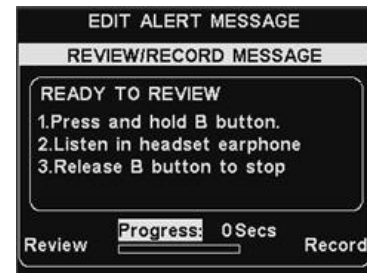 EDIT ALERT MESSAGE
REVIEW/RECORD MESSAGE
READY TO REVIEW
1.Press and hold B button.
2.Listen in headset earphone
3.Release B button to stop
Progress: 0Secs
Review Record